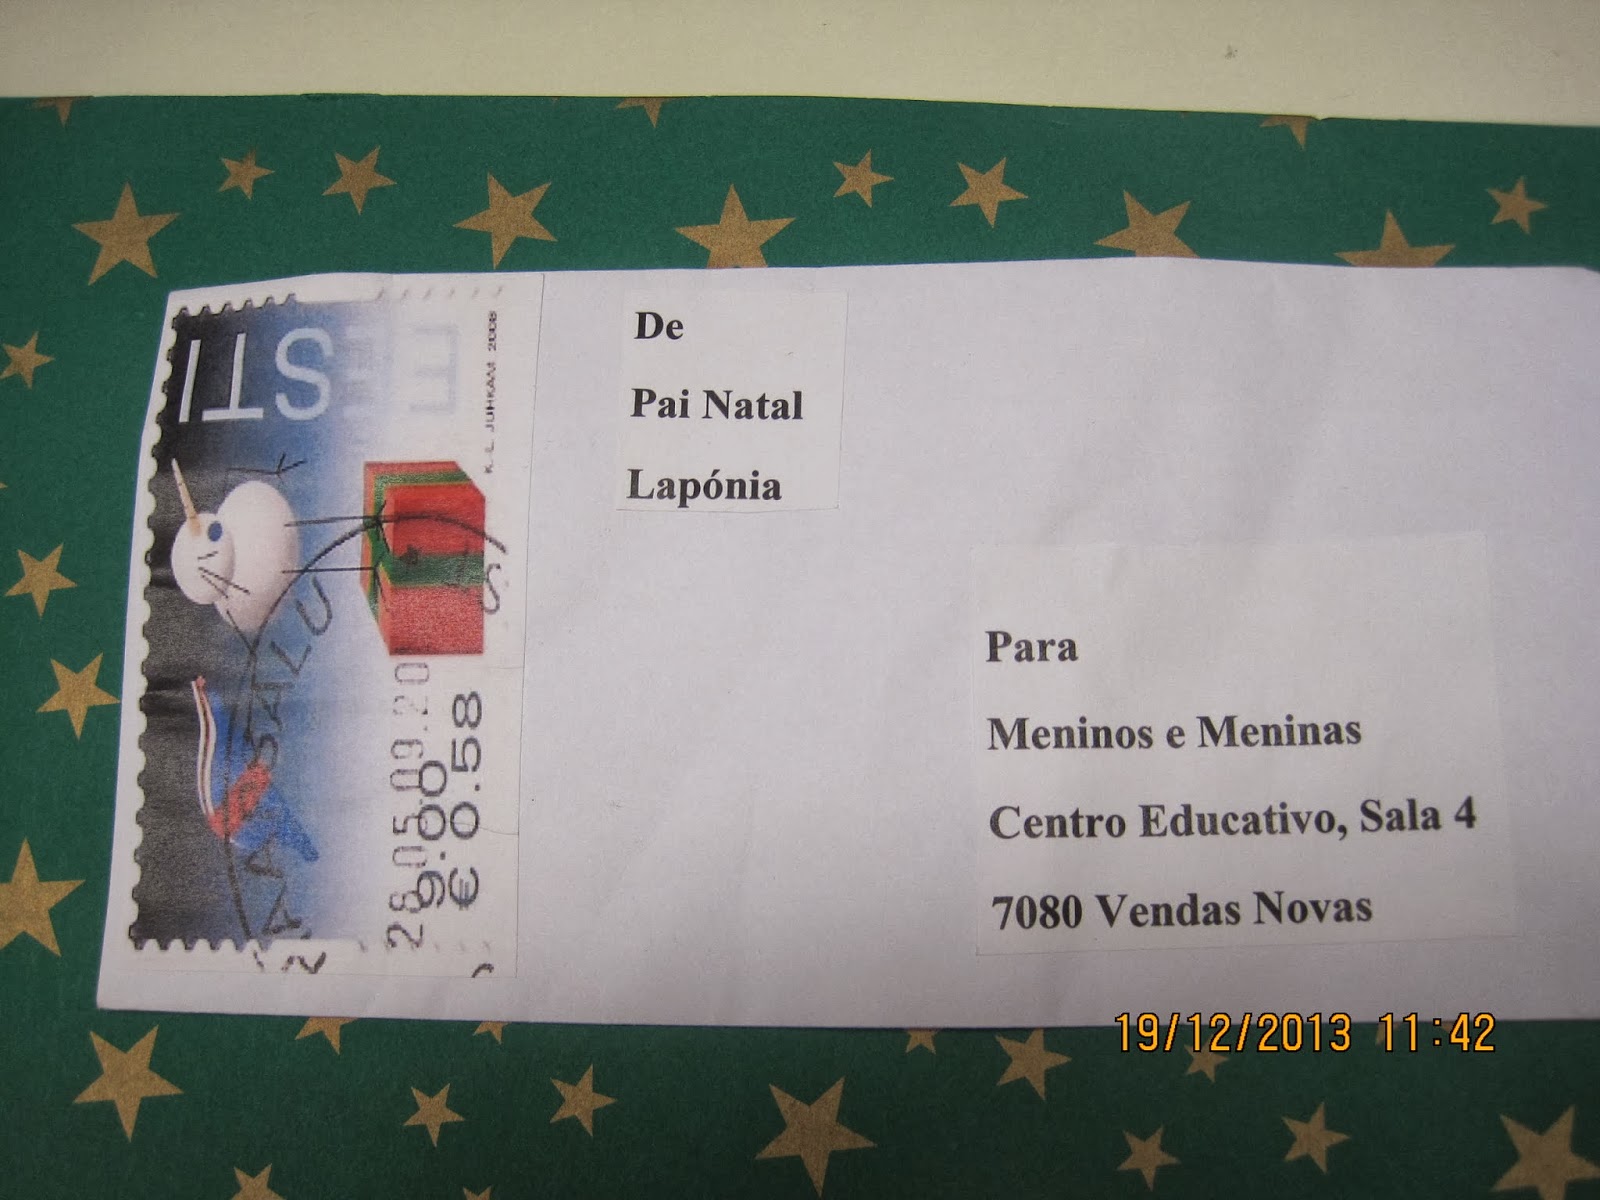 De
Pai Natal
Lapónia
Para
Meninos e Meninas
Centro Educativo, Sala 4
7080 Vendas Novas
K-L. JUHKAM 2008
28.05.09.20
9.00
€ 0.58
19/12/2013 11:42